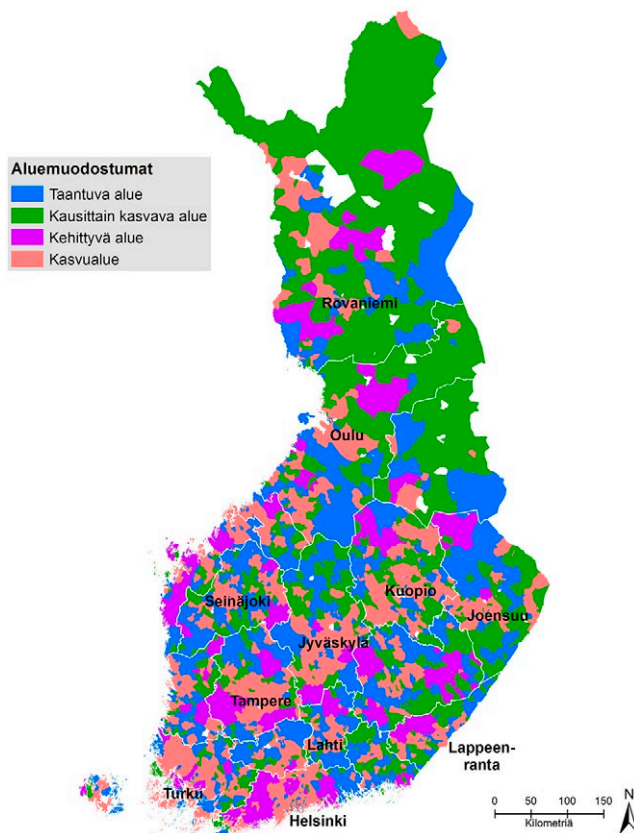 Aluemuodostumat
Taantuva alue
Kausittain kasvava alue
Kehittyvä alue
Kasvualue
Rovaniemi
Oulu
Seinäjoki
Kuopio
Joensuu
Jyväskylä
Tampere
Lahti
Lappeen-
ranta
Turku
Helsinki
0 50 100 150
Kilometriä
N